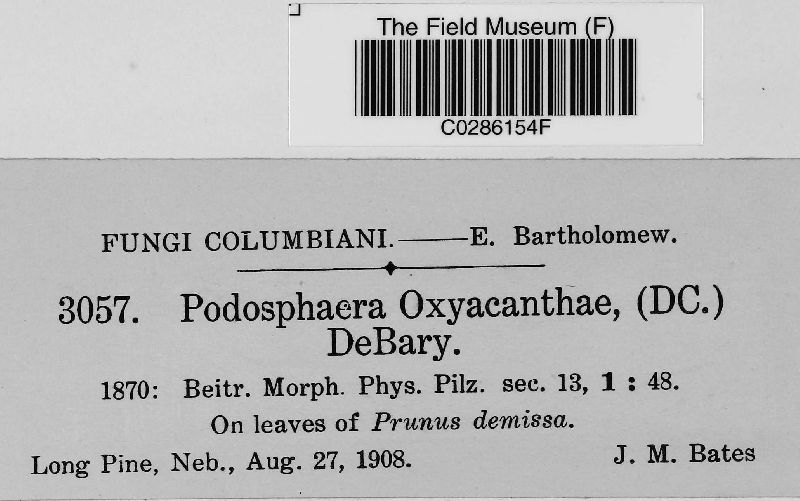 The Field Museum (F)
C0286154F
FUNGI COLUMBIANI.——E. Bartholomew.
3057. Podosphaera Oxyacanthae, (DC.)
DeBary.
1870: Beitr. Morph. Phys. Pilz. sec. 13, 1 : 48.
On leaves of Prunus demissa.
Long Pine, Neb., Aug. 27, 1908. J. M. Bates